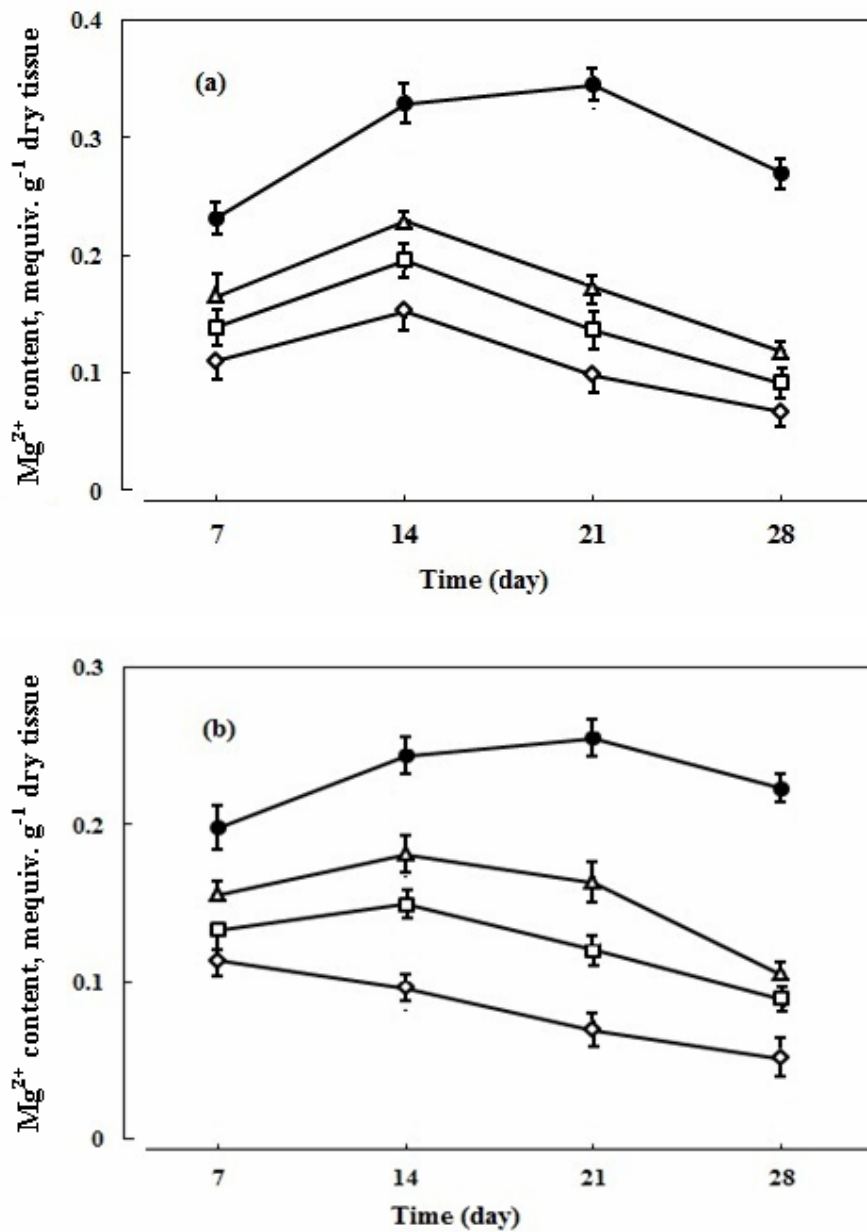 0.4
(a)
0.3
0.2
0.1
0
Mg²⁺ content, mequiv. g⁻¹ dry tissue
7 14 21 28
Time (day)
0.3
(b)
0.2
0.1
0
Mg²⁺ content, mequiv. g⁻¹ dry tissue
7 14 21 28
Time (day)